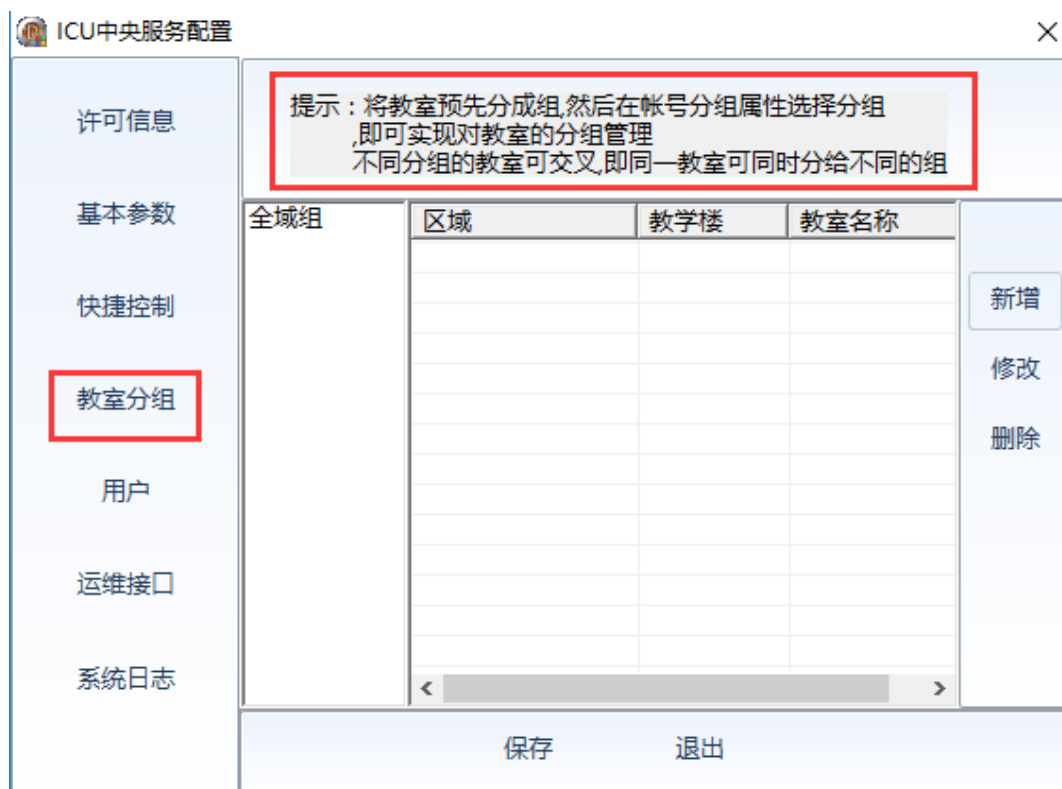 ICU中央服务配置
许可信息
基本参数
快捷控制
教室分组
用户
运维接口
系统日志
提示：将教室预先分成组,然后在帐号分组属性选择分组
,即可实现对教室的分组管理
不同分组的教室可交叉,即同一教室可同时分给不同的组
全域组
区域 教学楼 教室名称
新增
修改
删除
保存 退出